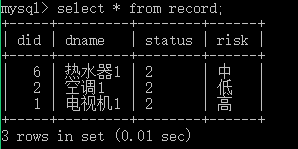 mysql> select * from record;
+-----+----------+--------+------+
| did | dname | status | risk |
+-----+----------+--------+------+
| 6 | 热水器1 | 2 | 中
| 2 | 空调1 | 2 | 低
| 1 | 电视机1 | 2 | 高
+-----+----------+--------+------+
3 rows in set (0.01 sec)